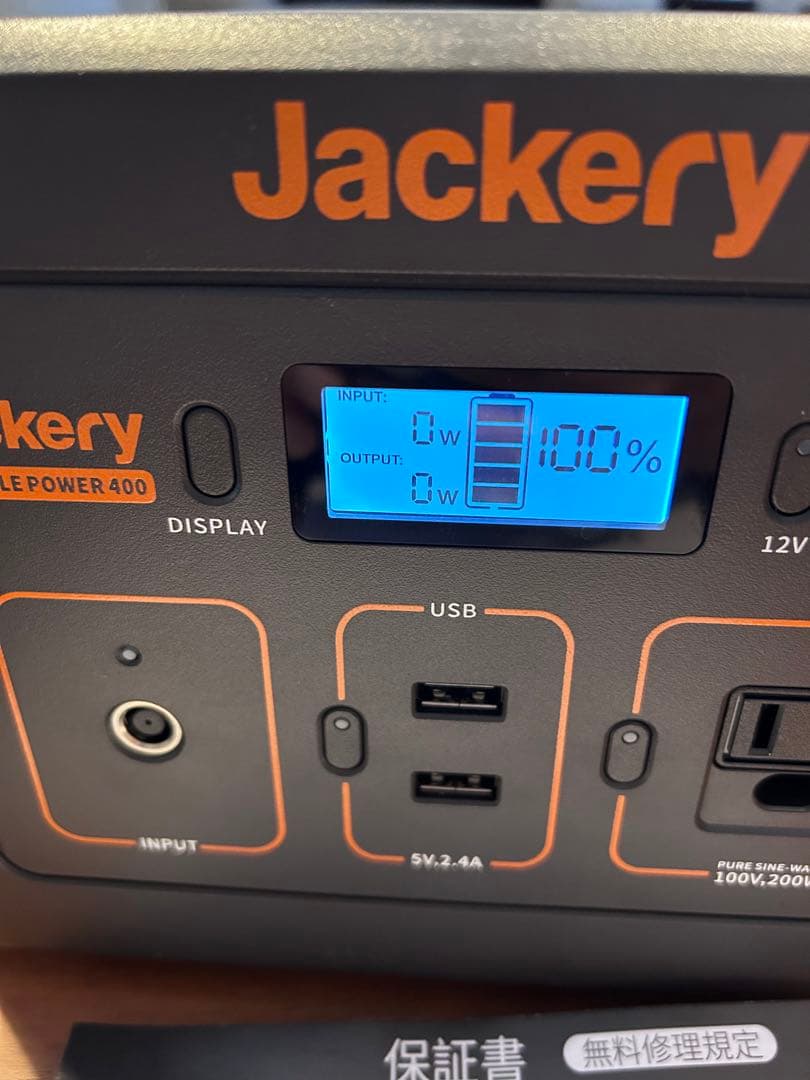 Jackery
ckery
LE POWER 400
DISPLAY
INPUT:
0W
OUTPUT:
0W
100%
12V
INPUT
USB
5V,2.4A
PURE SINE-WA
100V,200W
保証書
無料修理規定